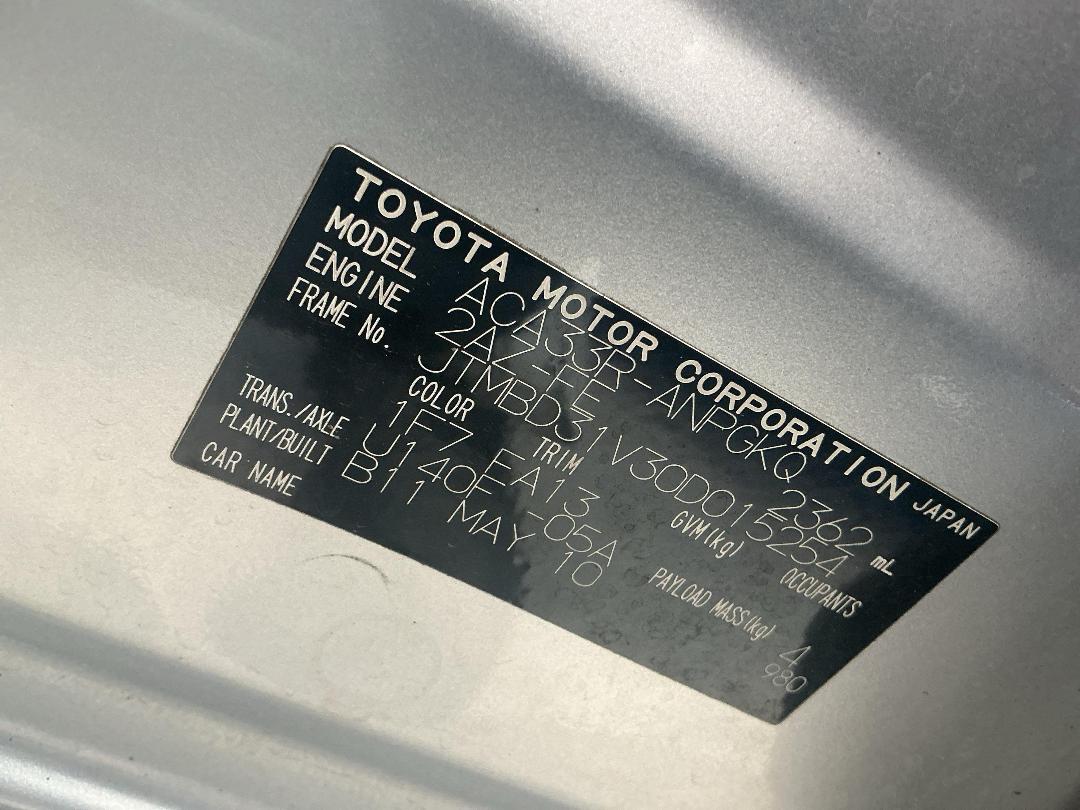 TOYOTA MOTOR CORPORATION JAPAN
MODEL ACA33R-ANPGKQ
ENGINE 2AZ-FE 2362 mL
FRAME No. JTMBD31V30D015254
COLOR TRIM GVM(kg) OCCUPANTS
1F7 EA13
TRANS./AXLE U140F -05A PAYLOAD MASS(kg) 4
PLANT/BUILT B11 MAY 10 980
CAR NAME